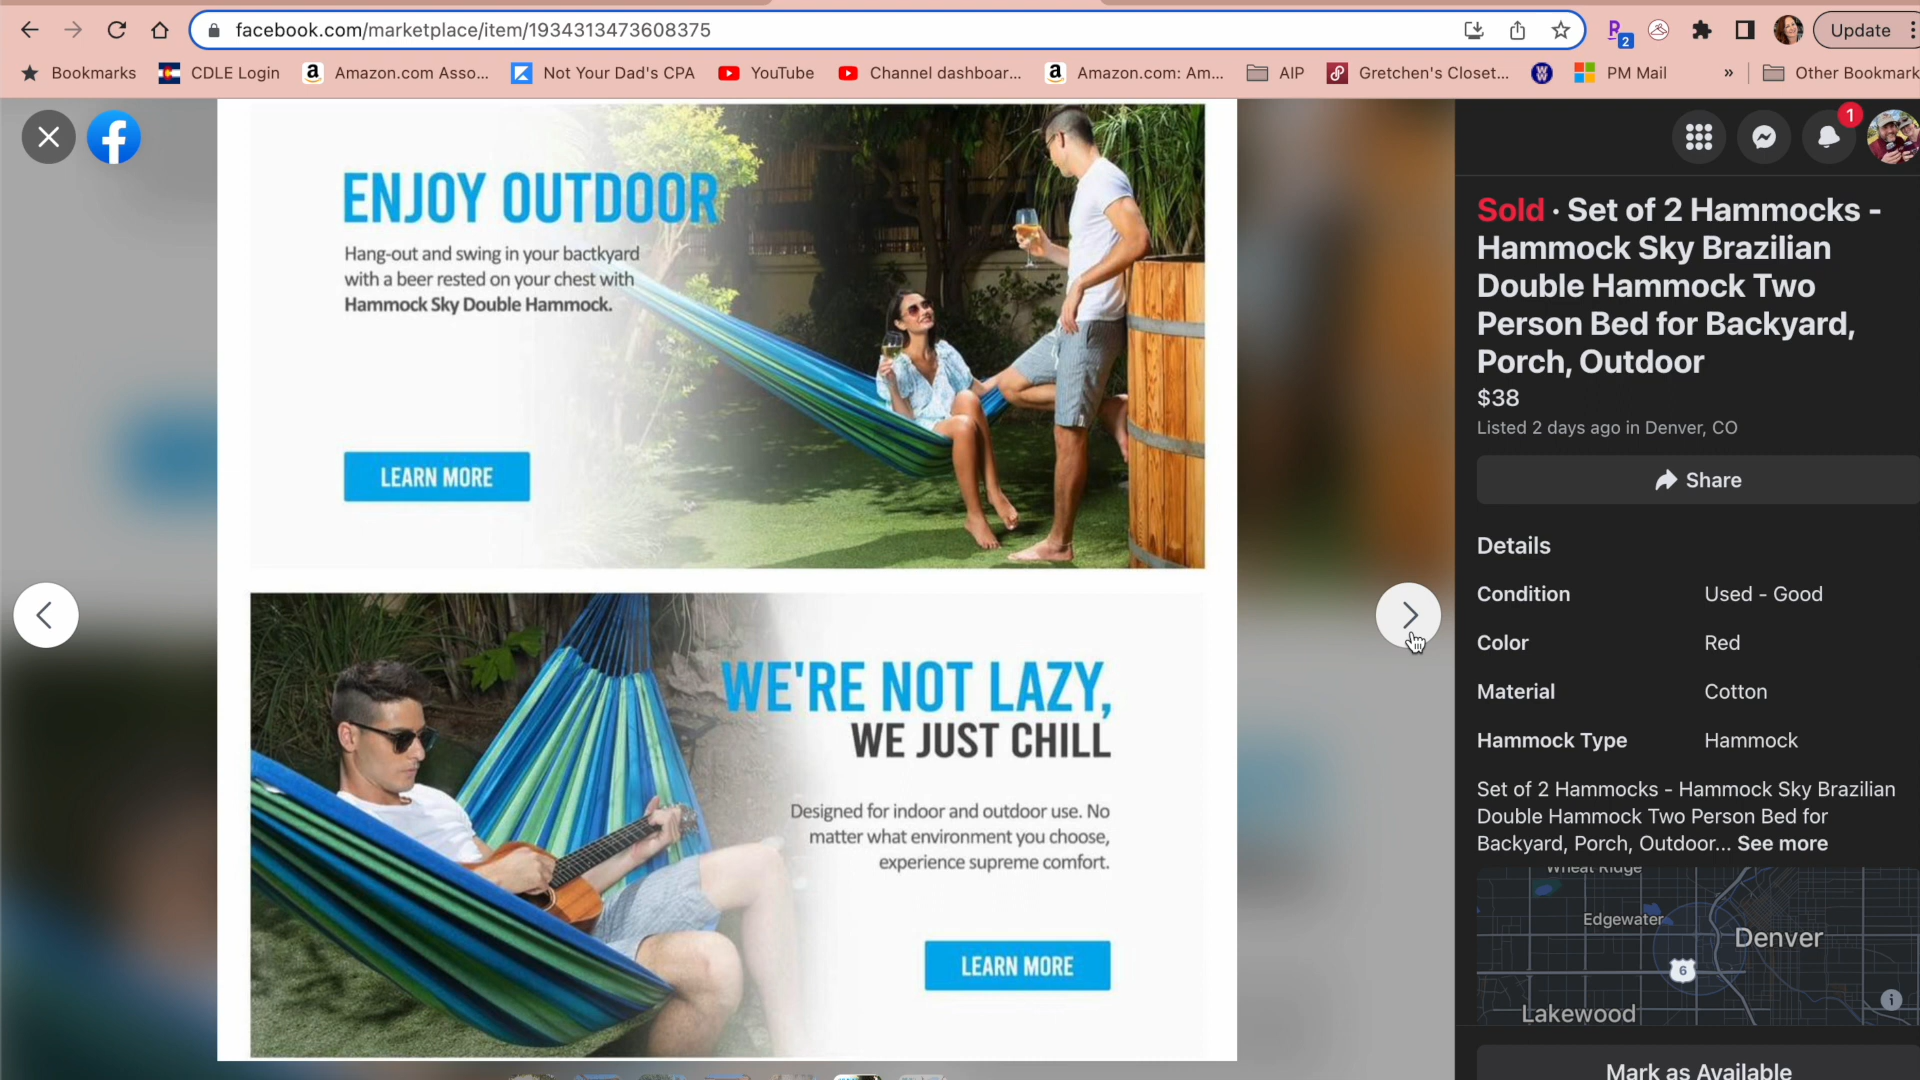 facebook.com/marketplace/item/1934313473608375
2
Update
Bookmarks
CDLE Login
Amazon.com Asso...
Not Your Dad's CPA
YouTube
Channel dashboar...
Amazon.com: Am...
AIP
Gretchen's Closet...
PM Mail
»
Other Bookmark
1
ENJOY OUTDOOR
Hang-out and swing in your bactkyard
with a beer rested on your chest with
Hammock Sky Double Hammock.
LEARN MORE
WE'RE NOT LAZY,
WE JUST CHILL
Designed for indoor and outdoor use. No
matter what environment you choose,
experience supreme comfort.
LEARN MORE
Sold · Set of 2 Hammocks -
Hammock Sky Brazilian
Double Hammock Two
Person Bed for Backyard,
Porch, Outdoor
$38
Listed 2 days ago in Denver, CO
Share
Details
Condition Used - Good
Color Red
Material Cotton
Hammock Type Hammock
Set of 2 Hammocks - Hammock Sky Brazilian
Double Hammock Two Person Bed for
Backyard, Porch, Outdoor... See more
Wheat Ridge
Edgewater
Denver
6
Lakewood
Mark as Available